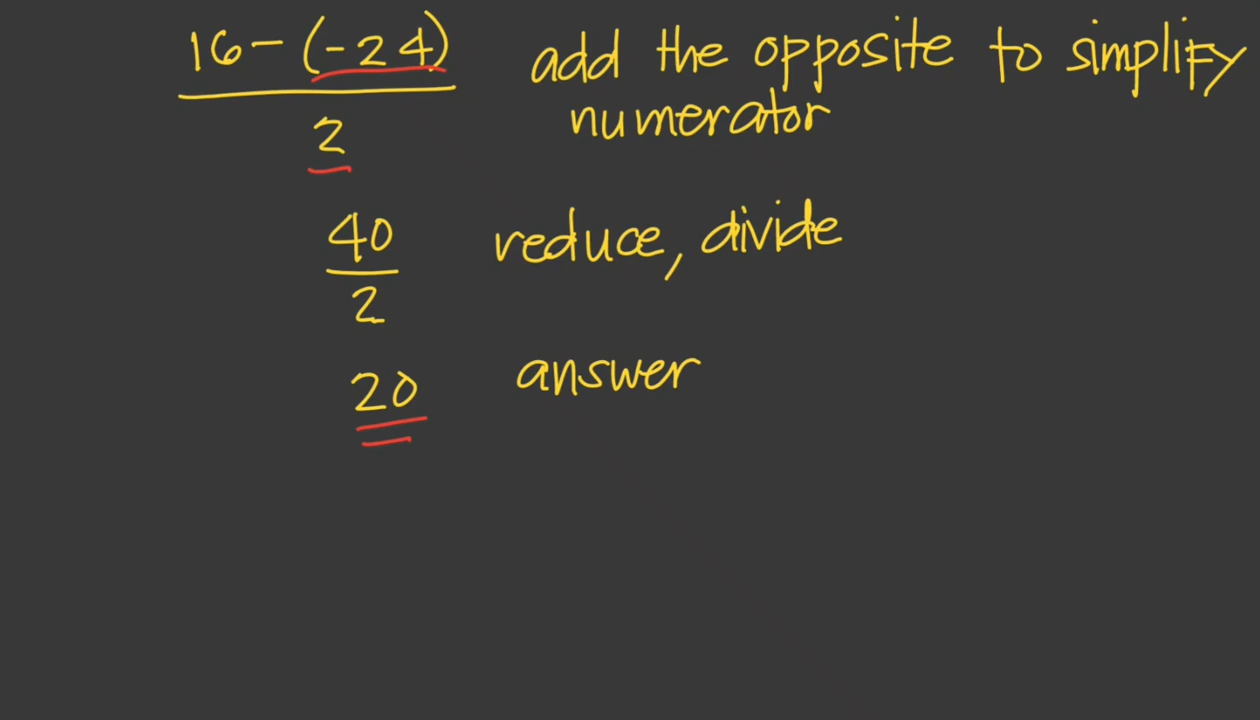 16 - (-24) add the opposite to simplify
2 numerator
40 reduce, divide
2
20 answer